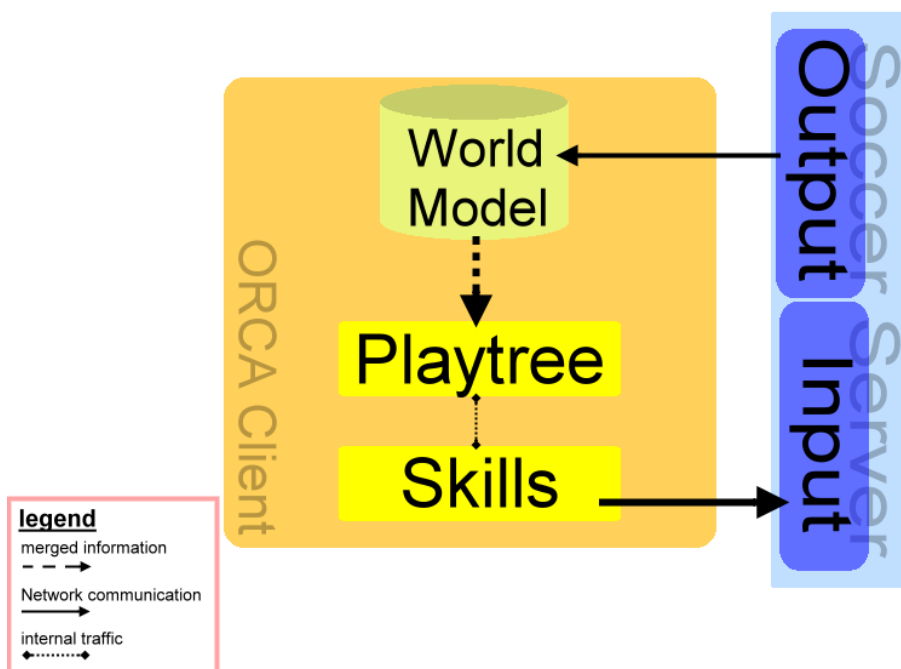 World
Model
Playtree
Skills
ORCA Client
Output
Input
Soccer Server
legend
merged information
Network communication
internal traffic